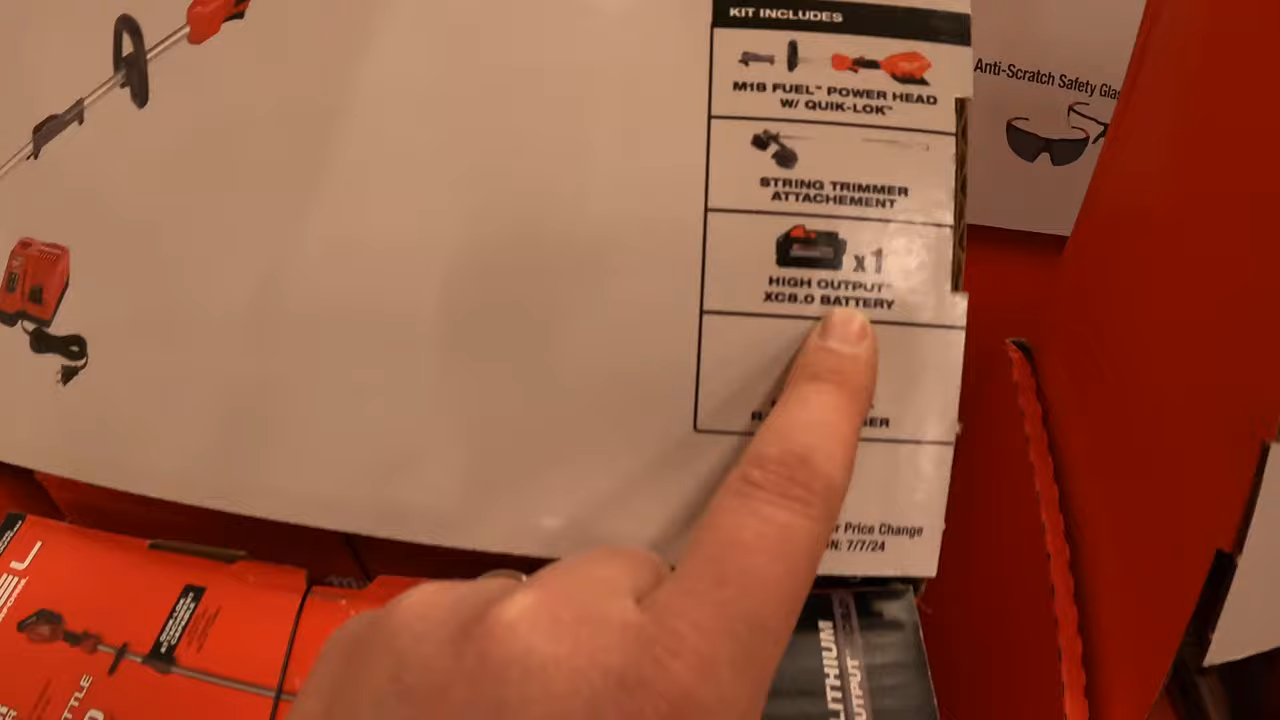 KIT INCLUDES
M18 FUEL™ POWER HEAD
W/ QUIK-LOK™
STRING TRIMMER
ATTACHEMENT
x1
HIGH OUTPUT™
XC8.0 BATTERY
Price Change
7/7/24
Anti-Scratch Safety
LITHIUM